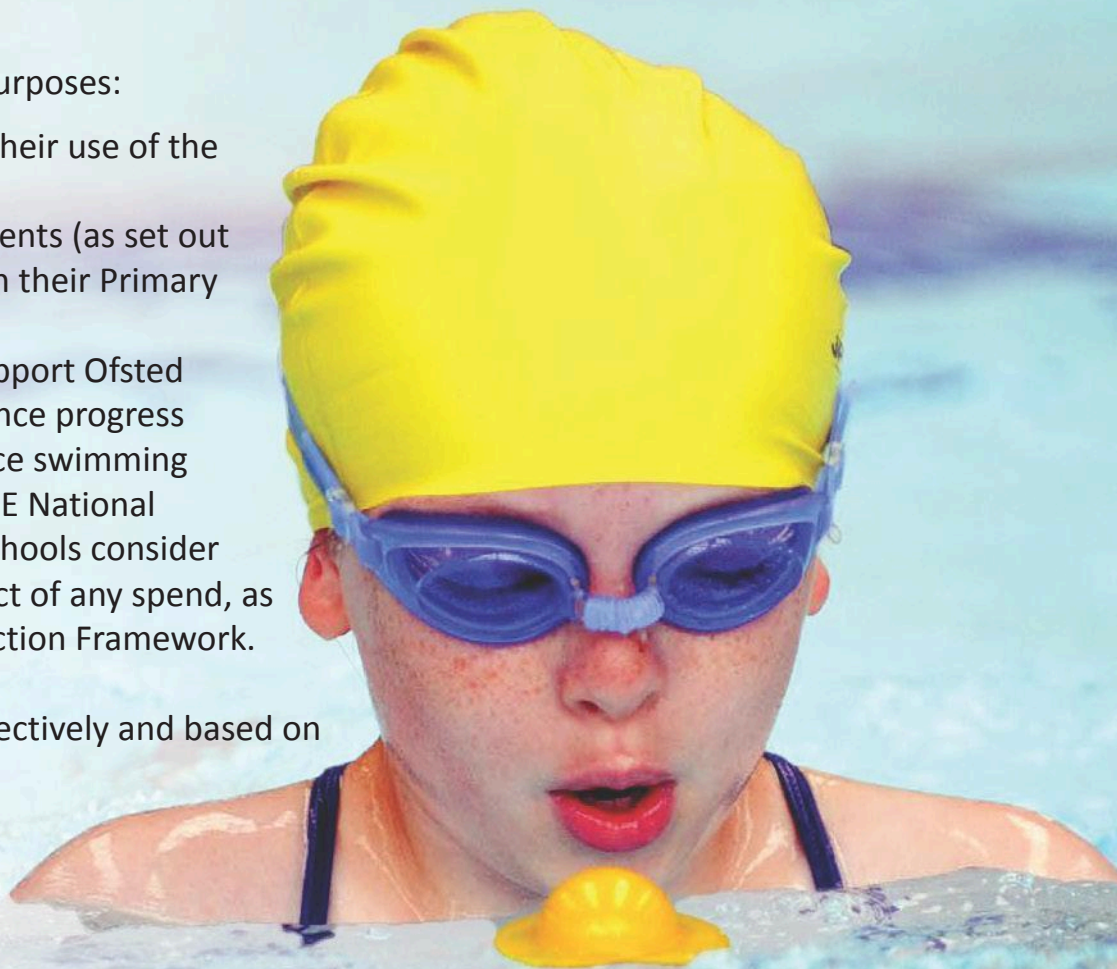 urposes:
heir use of the
ents (as set out
n their Primary
pport Ofsted
nce progress
ce swimming
E National
hools consider
ct of any spend, as
ction Framework.
ectively and based on